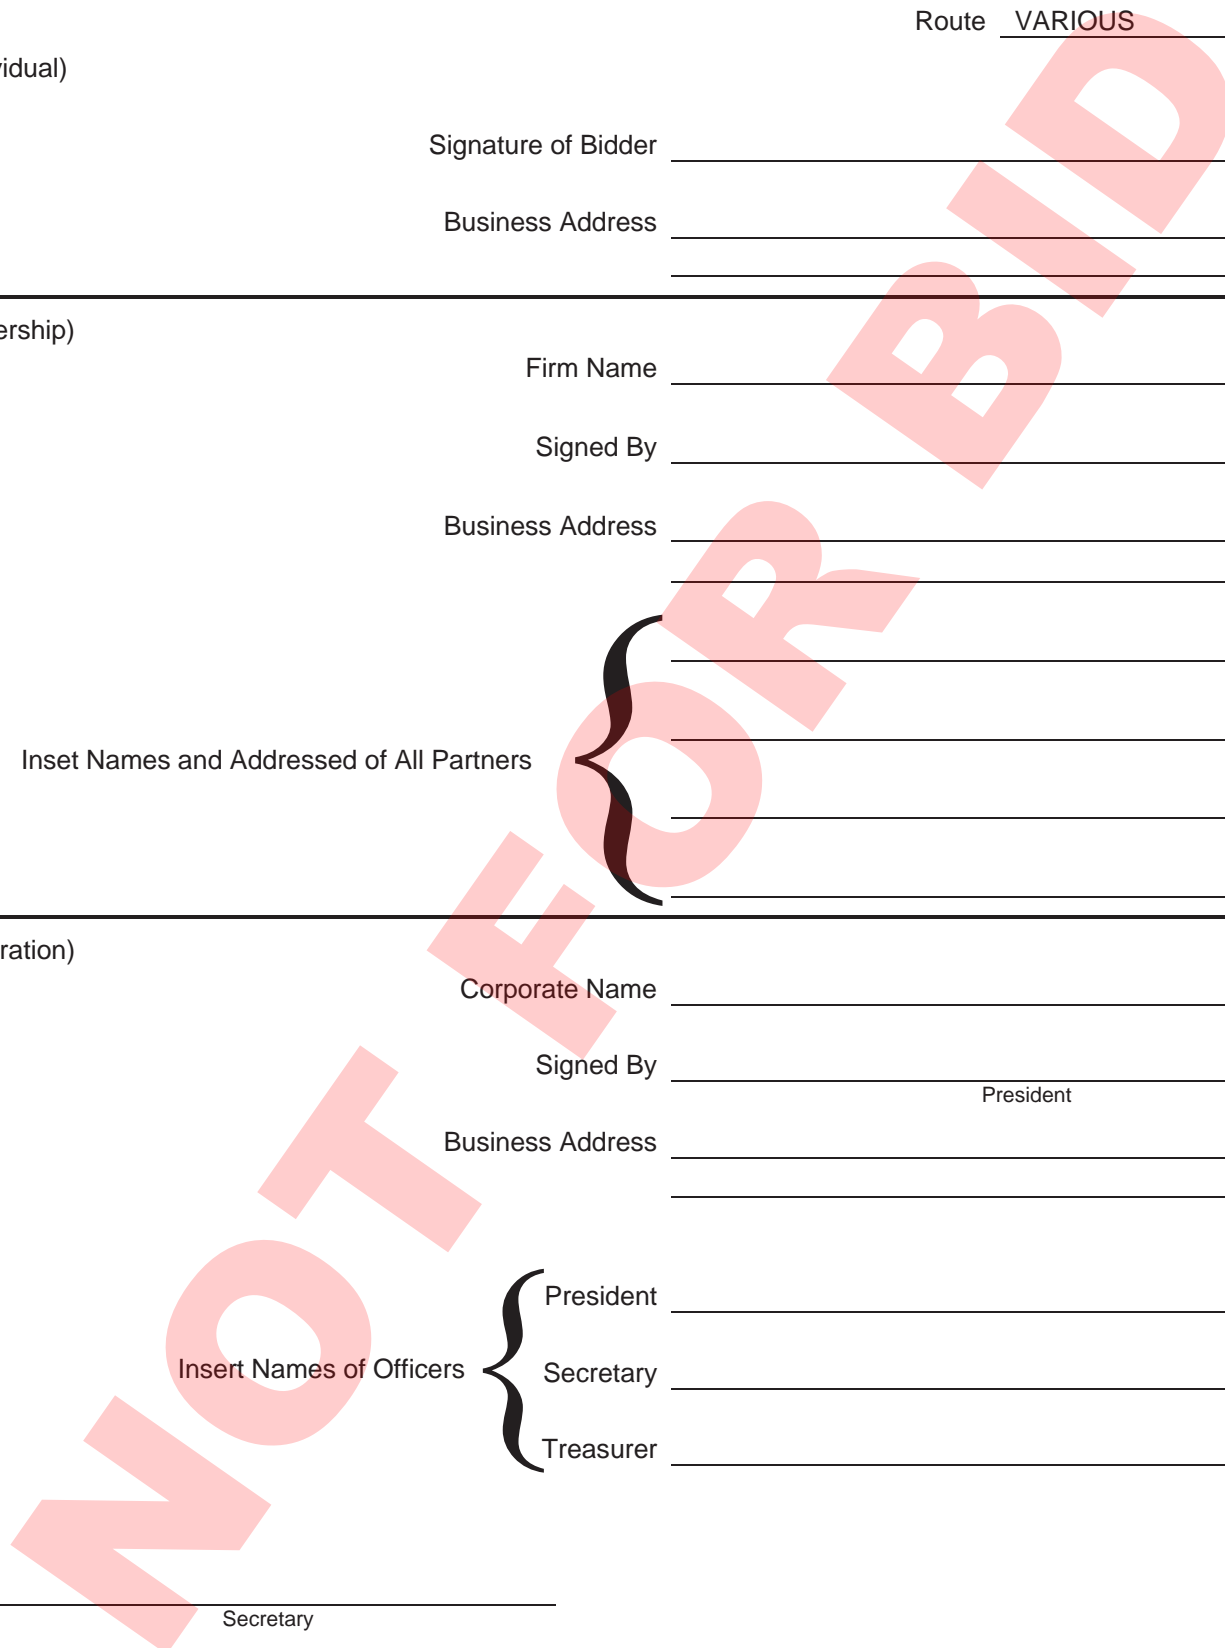 Route VARIOUS
vidual)
Signature of Bidder
Business Address
ership)
Firm Name
Signed By
Business Address
Inset Names and Addressed of All Partners
ration)
Corporate Name
Signed By
President
Business Address
President
Insert Names of Officers
Secretary
Treasurer
Secretary
NOT FOR BID